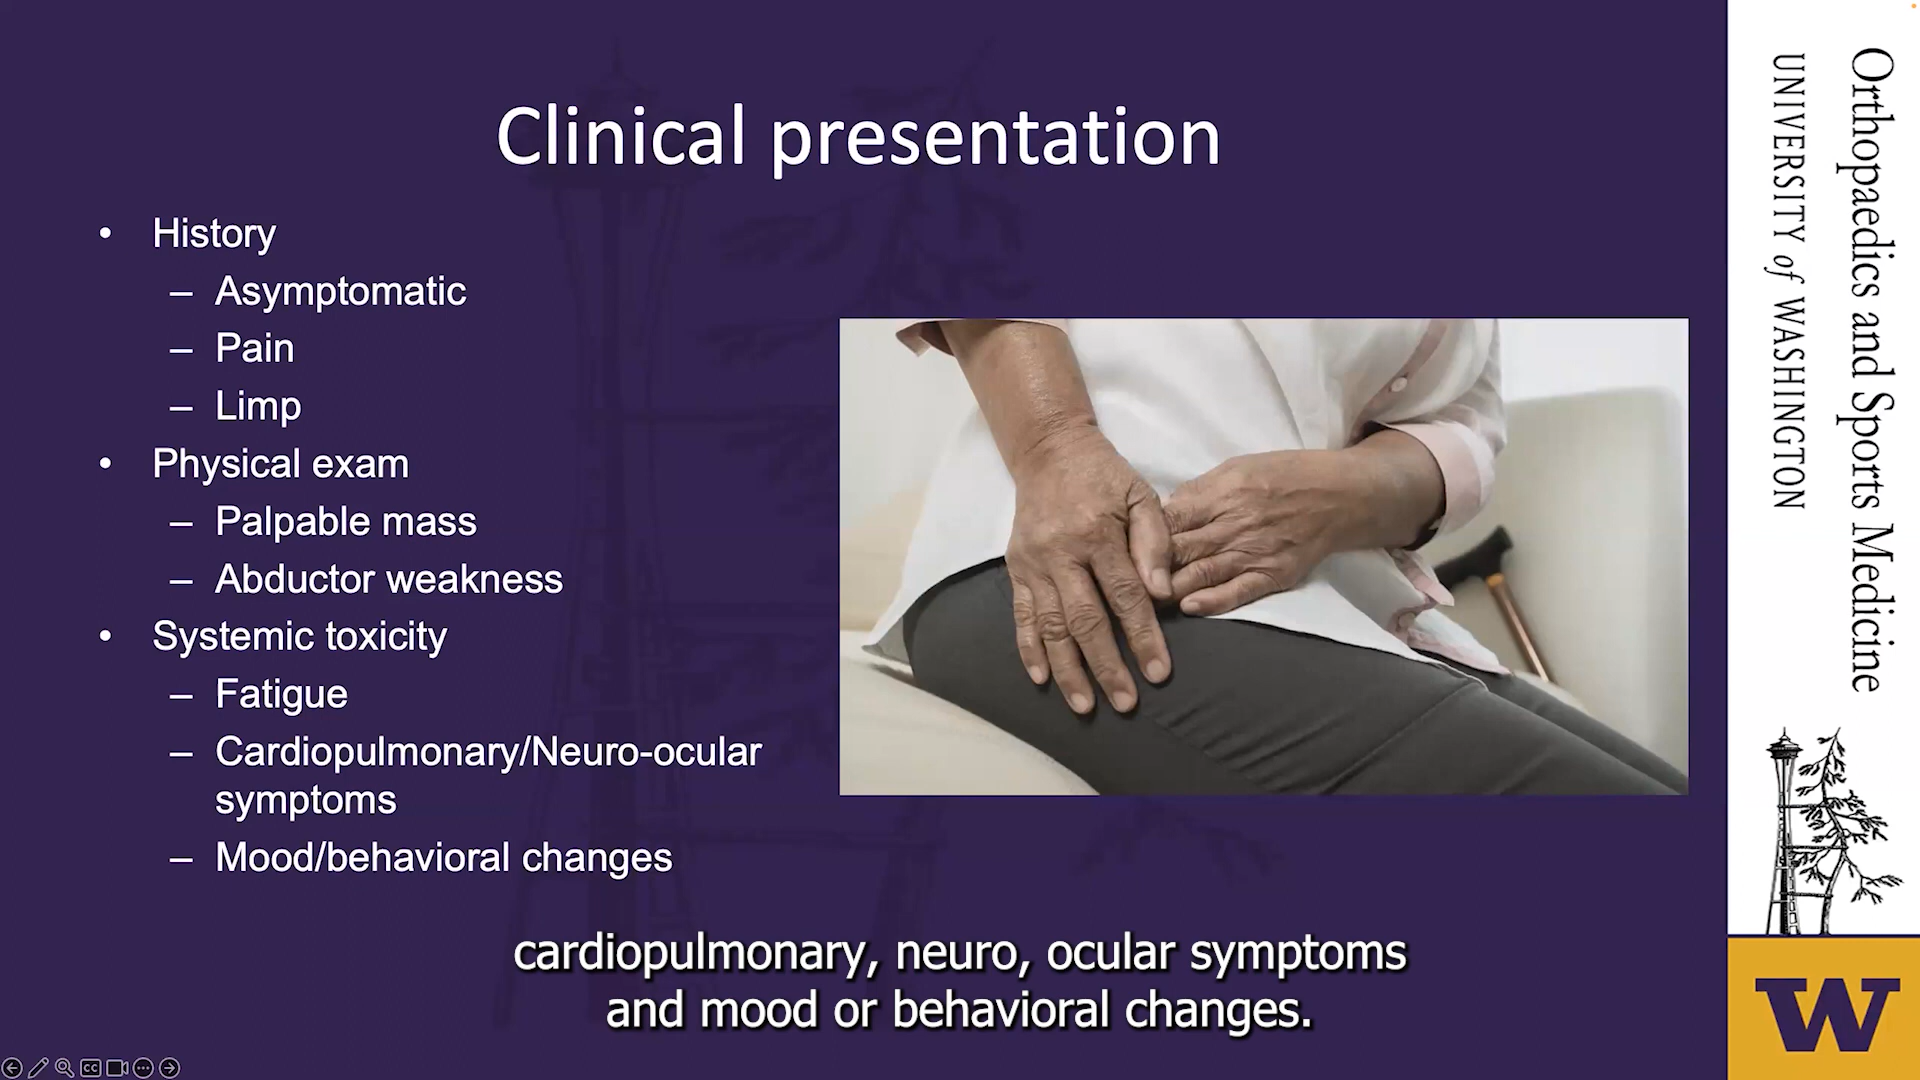 Clinical presentation
• History
– Asymptomatic
– Pain
– Limp
• Physical exam
– Palpable mass
– Abductor weakness
• Systemic toxicity
– Fatigue
– Cardiopulmonary/Neuro-ocular
symptoms
– Mood/behavioral changes
cardiopulmonary, neuro, ocular symptoms
and mood or behavioral changes.
Orthopaedics and Sports Medicine
UNIVERSITY of WASHINGTON
W
CC